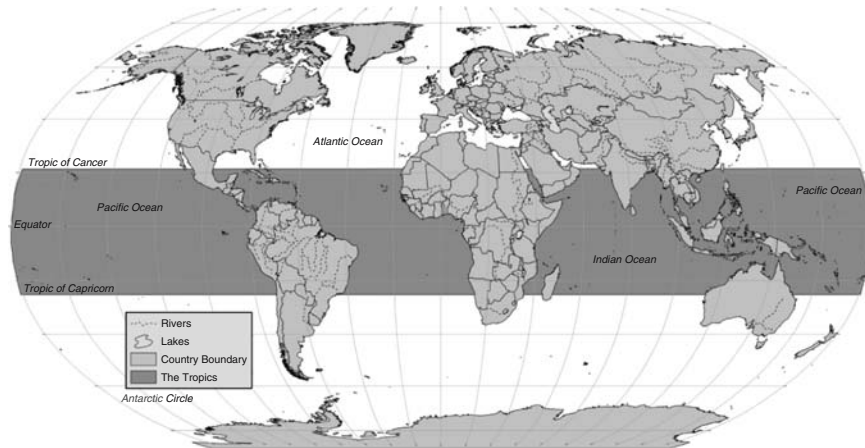 Atlantic Ocean
Tropic of Cancer
Pacific Ocean
Pacific Ocean
Equator
Indian Ocean
Tropic of Capricorn
Rivers
Lakes
Country Boundary
The Tropics
Antarctic Circle